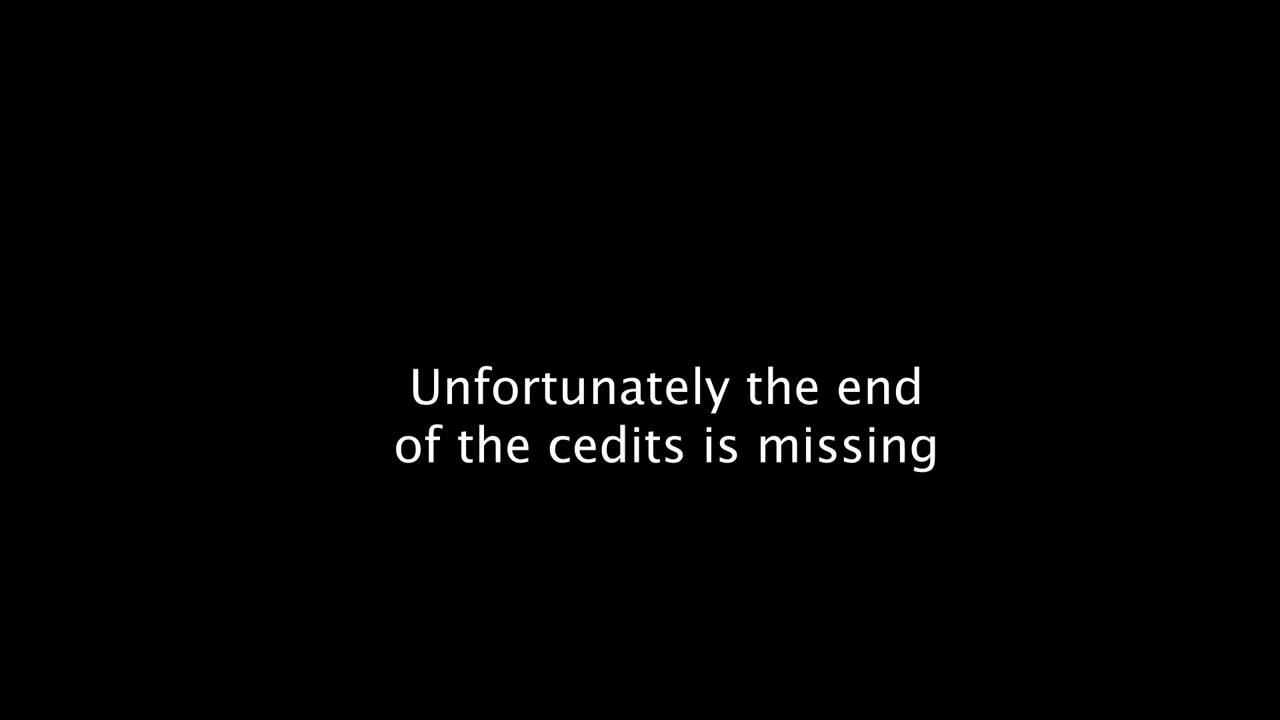 Unfortunately the end
of the cedits is missing